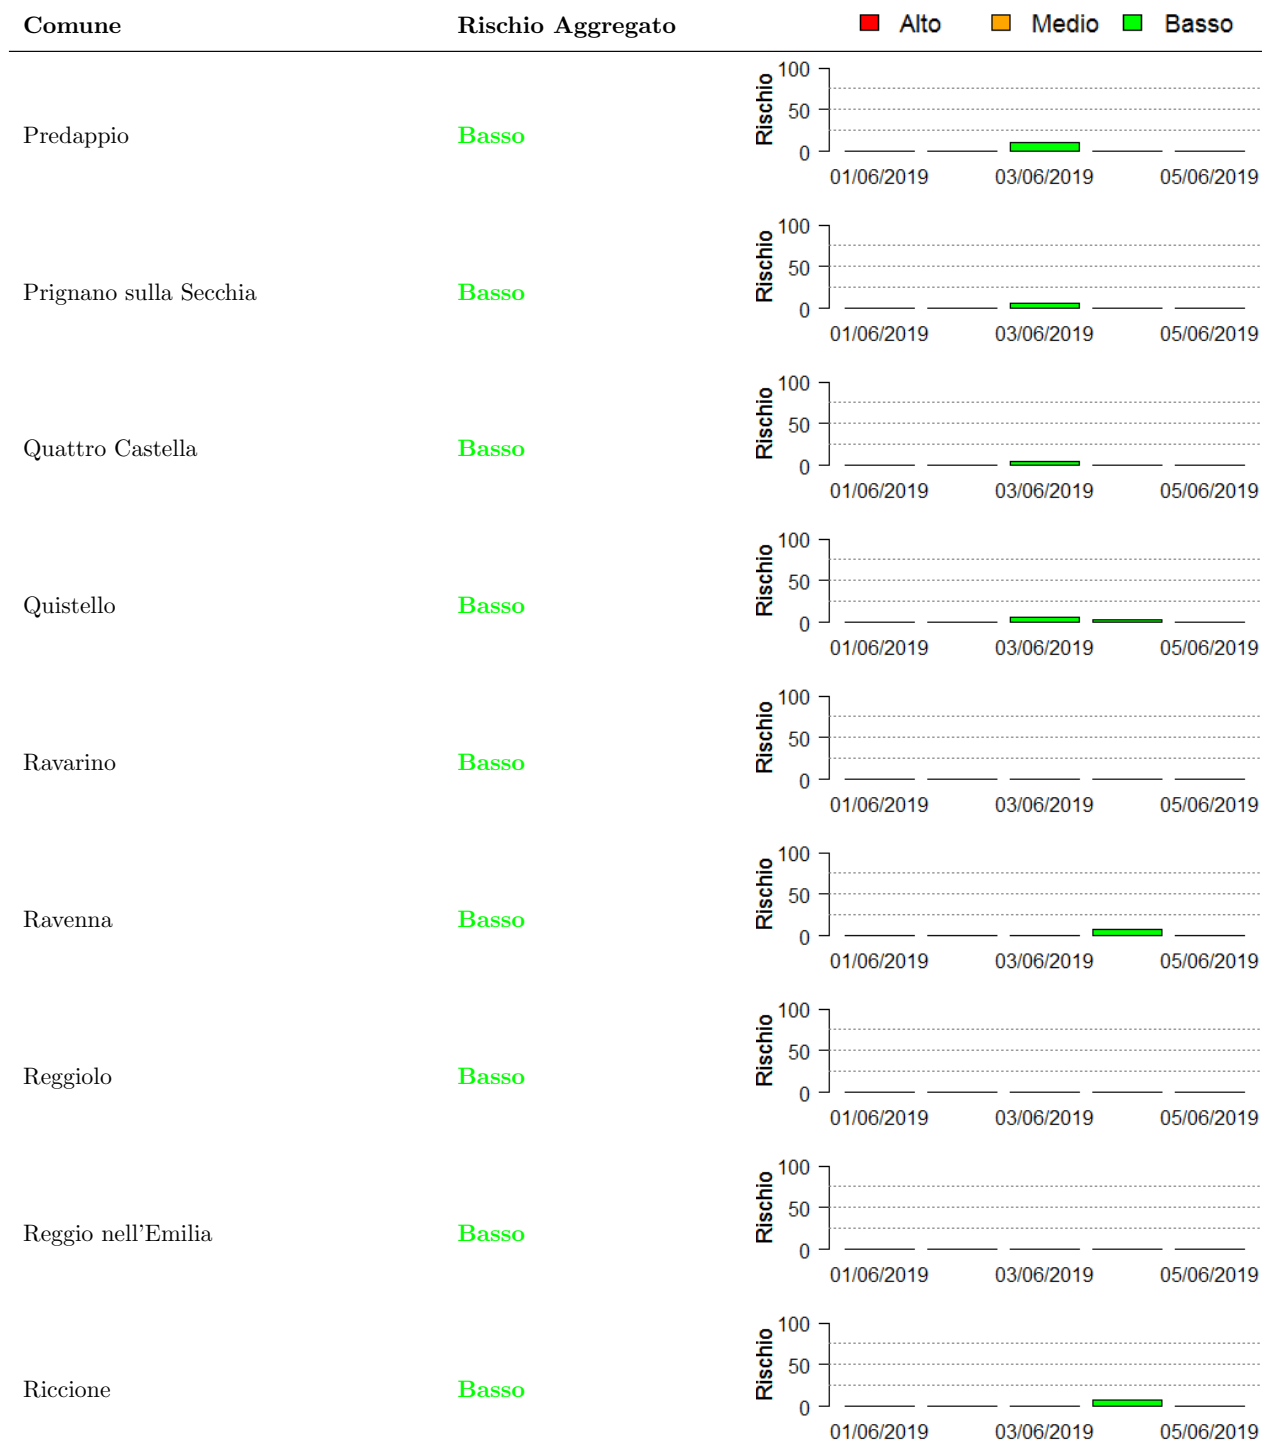 Comune Rischio Aggregato Alto Medio Basso
100
50
0
Rischio
Predappio Basso
01/06/2019 03/06/2019 05/06/2019
100
50
0
Rischio
Prignano sulla Secchia Basso
01/06/2019 03/06/2019 05/06/2019
100
50
0
Rischio
Quattro Castella Basso
01/06/2019 03/06/2019 05/06/2019
100
50
0
Rischio
Quistello Basso
01/06/2019 03/06/2019 05/06/2019
100
50
0
Rischio
Ravarino Basso
01/06/2019 03/06/2019 05/06/2019
100
50
0
Rischio
Ravenna Basso
01/06/2019 03/06/2019 05/06/2019
100
50
0
Rischio
Reggiolo Basso
01/06/2019 03/06/2019 05/06/2019
100
50
0
Rischio
Reggio nell'Emilia Basso
01/06/2019 03/06/2019 05/06/2019
100
50
0
Rischio
Riccione Basso
01/06/2019 03/06/2019 05/06/2019